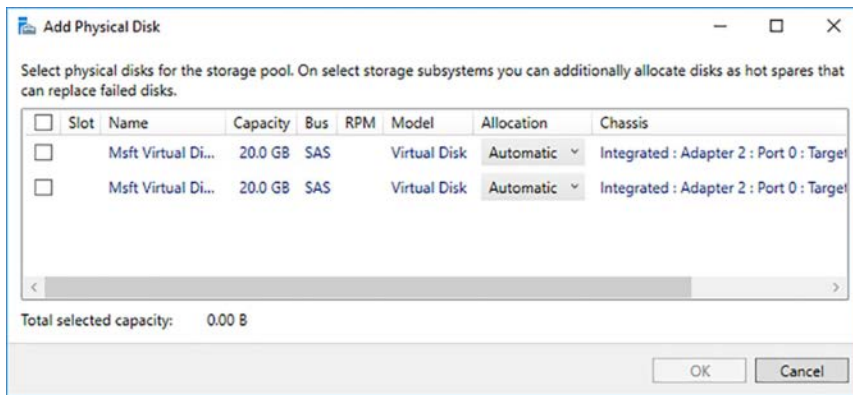 Add Physical Disk
Select physical disks for the storage pool. On select storage subsystems you can additionally allocate disks as hot spares that
can replace failed disks.
Slot Name Capacity Bus RPM Model Allocation Chassis
Msft Virtual Di... 20.0 GB SAS Virtual Disk Automatic Integrated : Adapter 2 : Port 0 : Target
Msft Virtual Di... 20.0 GB SAS Virtual Disk Automatic Integrated : Adapter 2 : Port 0 : Target
Total selected capacity: 0.00 B
OK Cancel